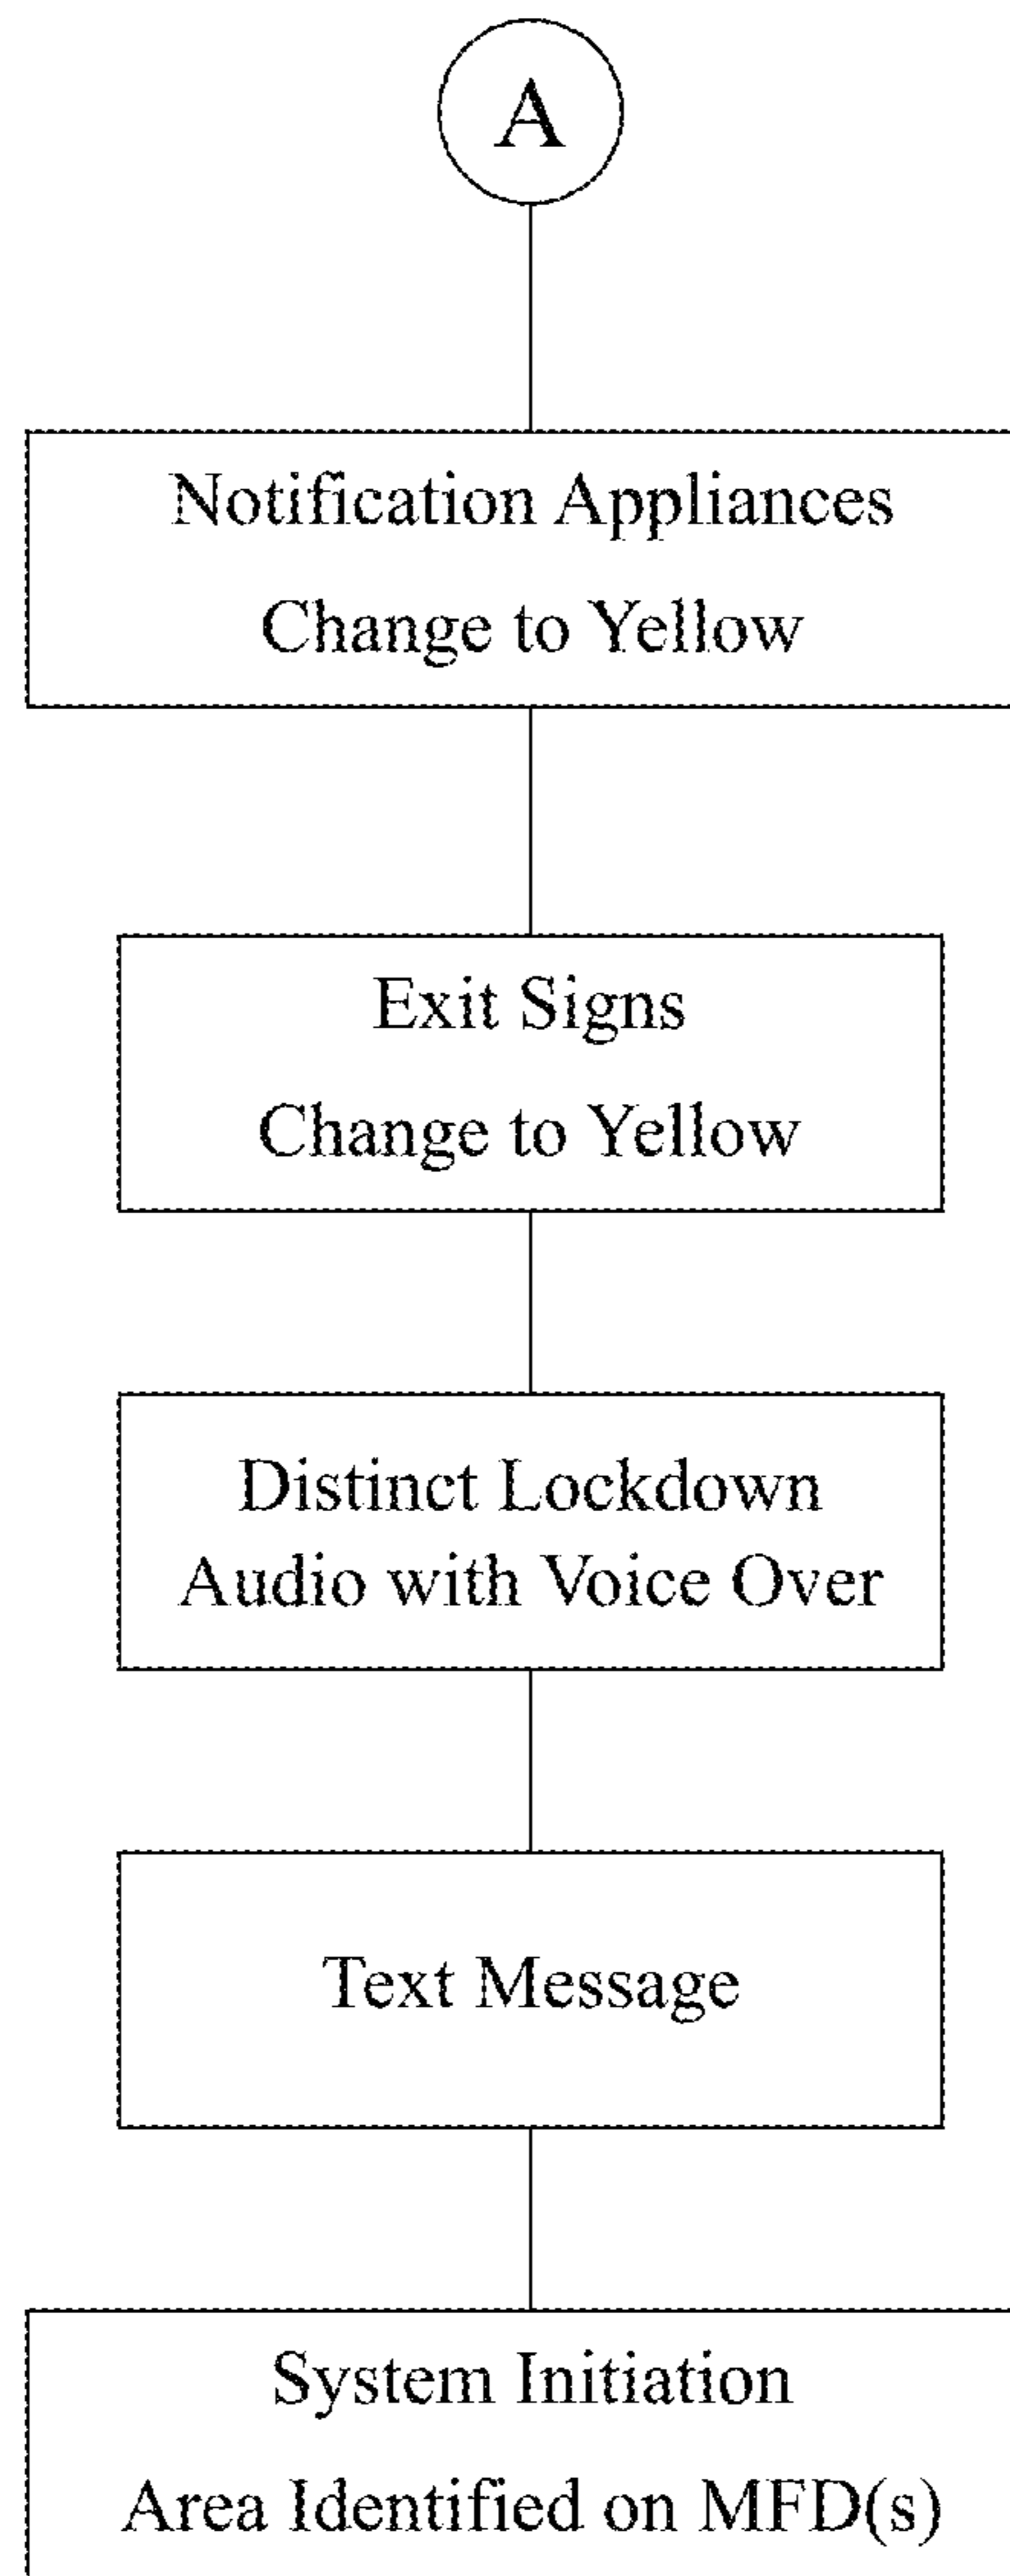 A
Notification Appliances
Change to Yellow
Exit Signs
Change to Yellow
Distinct Lockdown
Audio with Voice Over
Text Message
System Initiation
Area Identified on MFD(s)